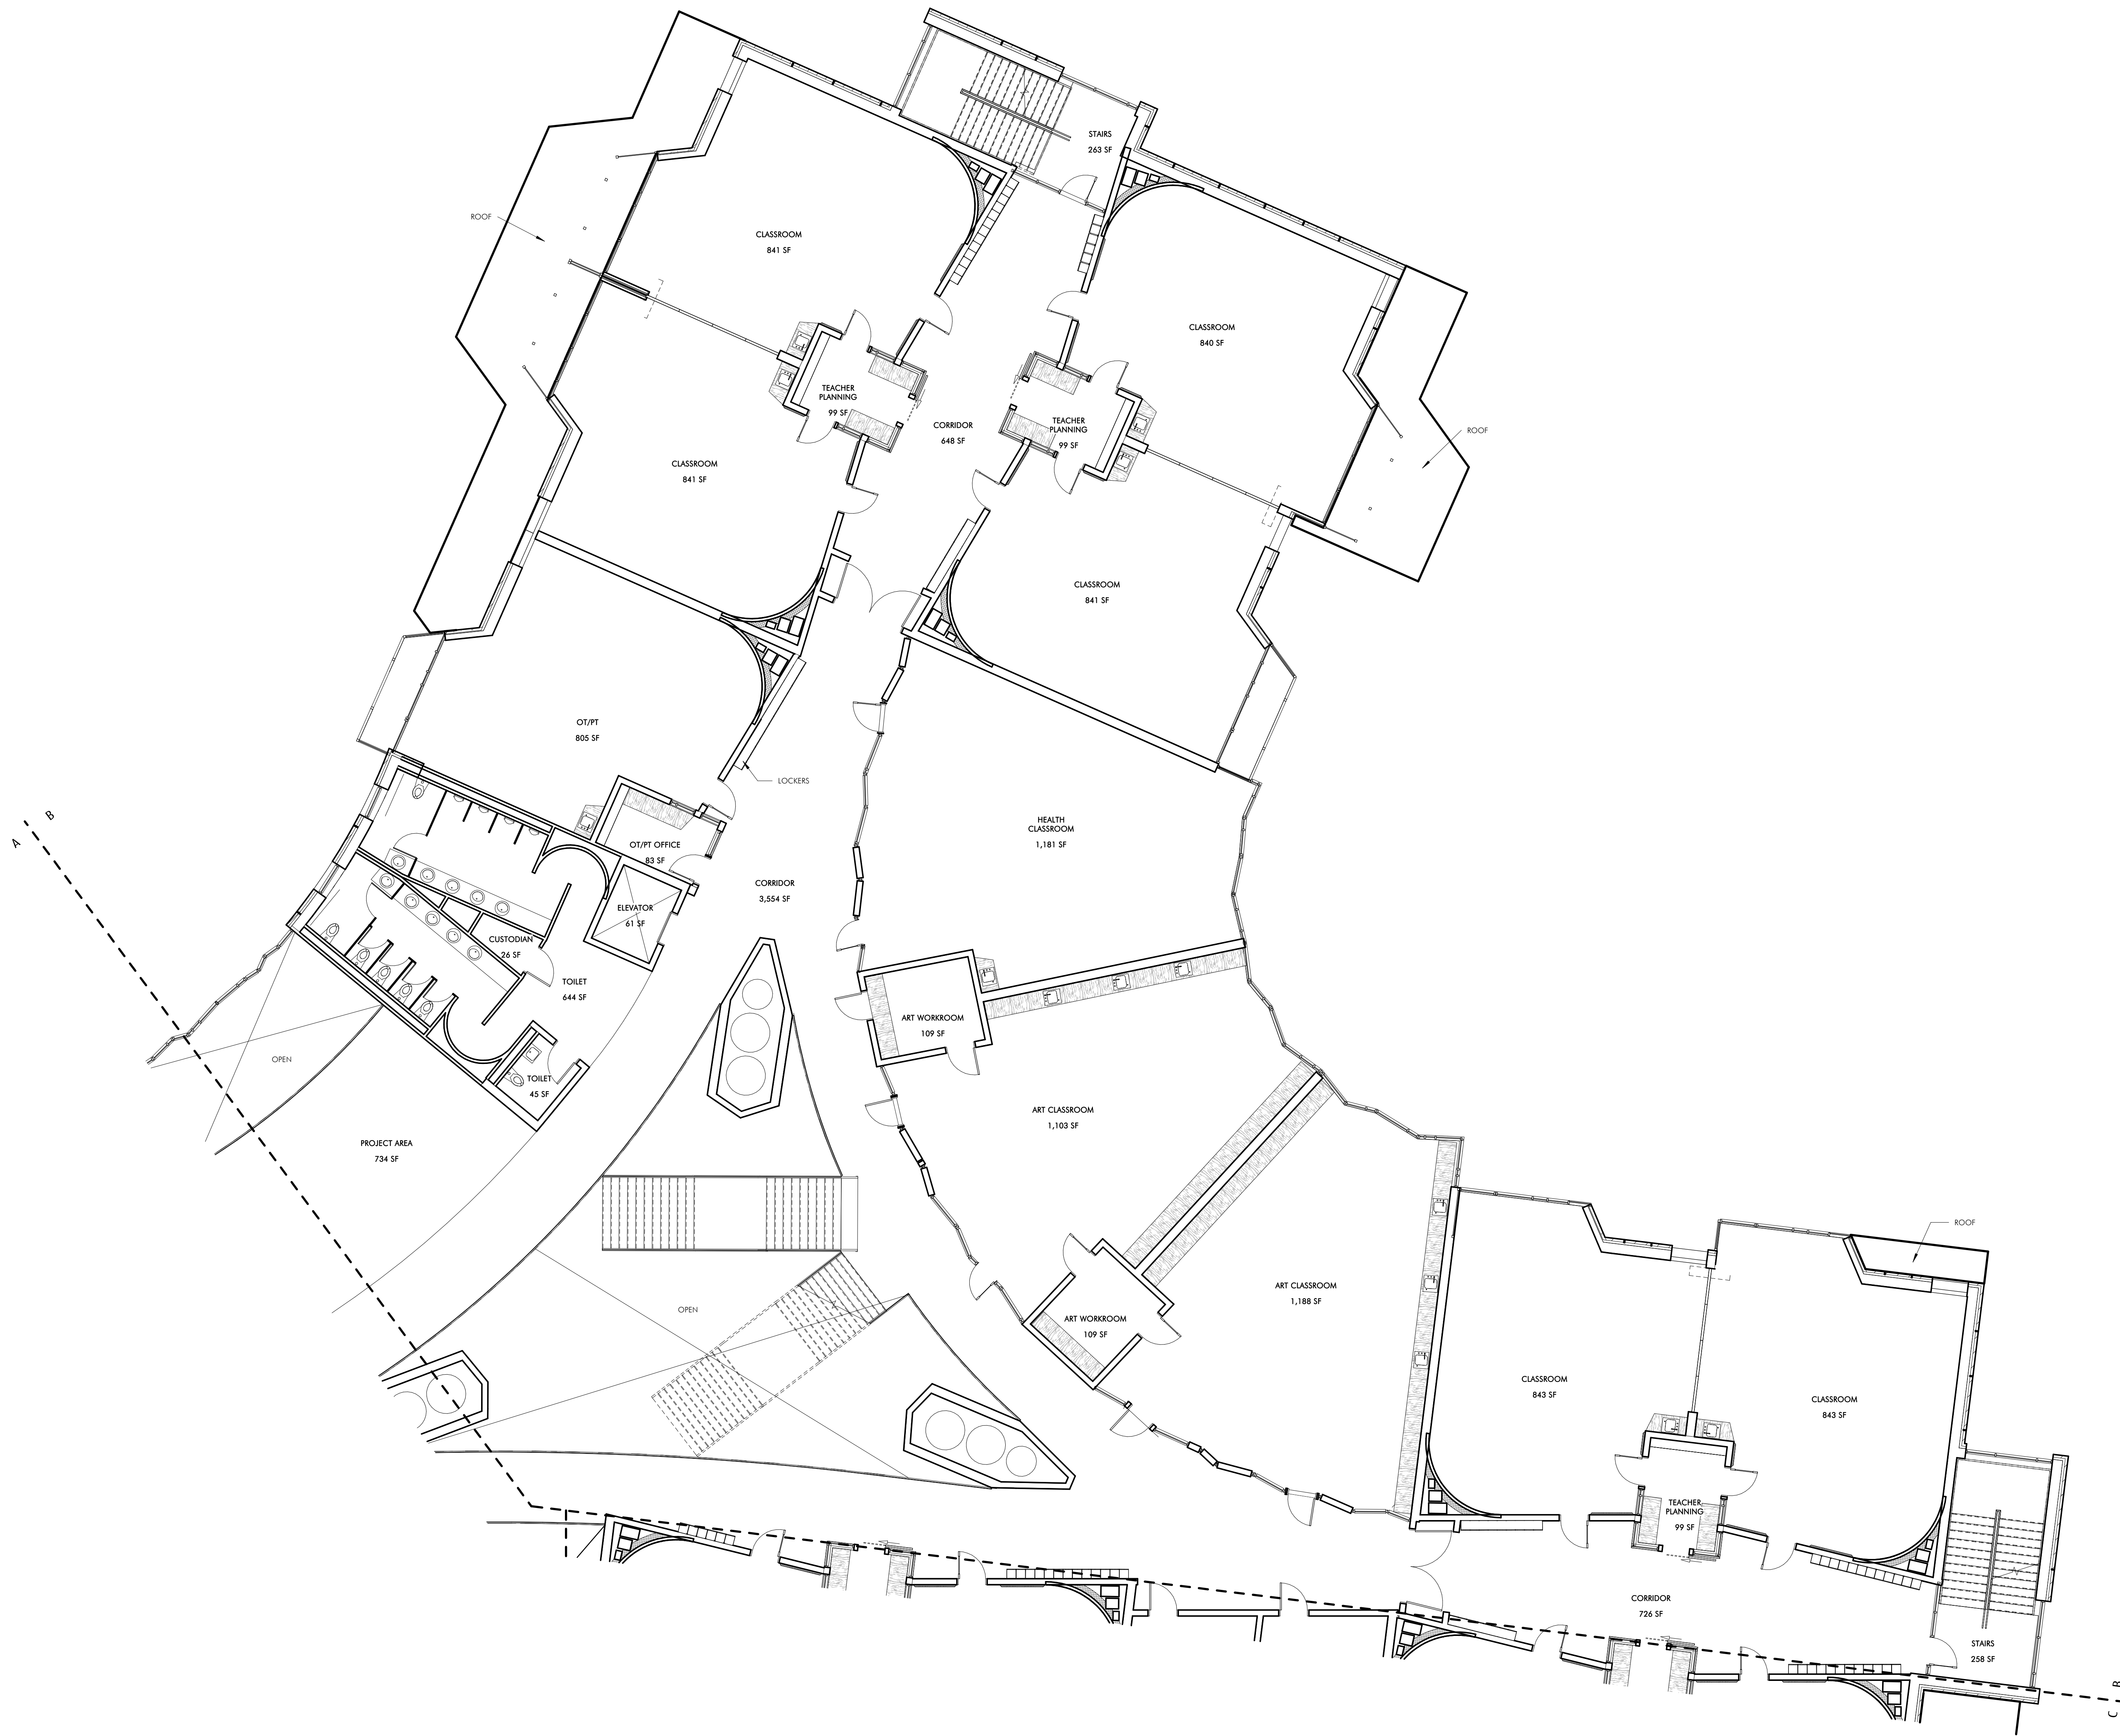 STAIRS
263 SF
ROOF
CLASSROOM
841 SF
CLASSROOM
840 SF
TEACHER
PLANNING
99 SF
CORRIDOR
648 SF
TEACHER
PLANNING
99 SF
ROOF
CLASSROOM
841 SF
CLASSROOM
841 SF
OT/PT
805 SF
LOCKERS
HEALTH
CLASSROOM
1,181 SF
A
B
OT/PT OFFICE
83 SF
CORRIDOR
3,554 SF
ELEVATOR
61 SF
CUSTODIAN
26 SF
TOILET
644 SF
ART WORKROOM
109 SF
OPEN
TOILET
45 SF
PROJECT AREA
734 SF
ART CLASSROOM
1,103 SF
ROOF
OPEN
ART CLASSROOM
1,188 SF
ART WORKROOM
109 SF
CLASSROOM
843 SF
CLASSROOM
843 SF
TEACHER
PLANNING
99 SF
CORRIDOR
726 SF
STAIRS
258 SF
B
C